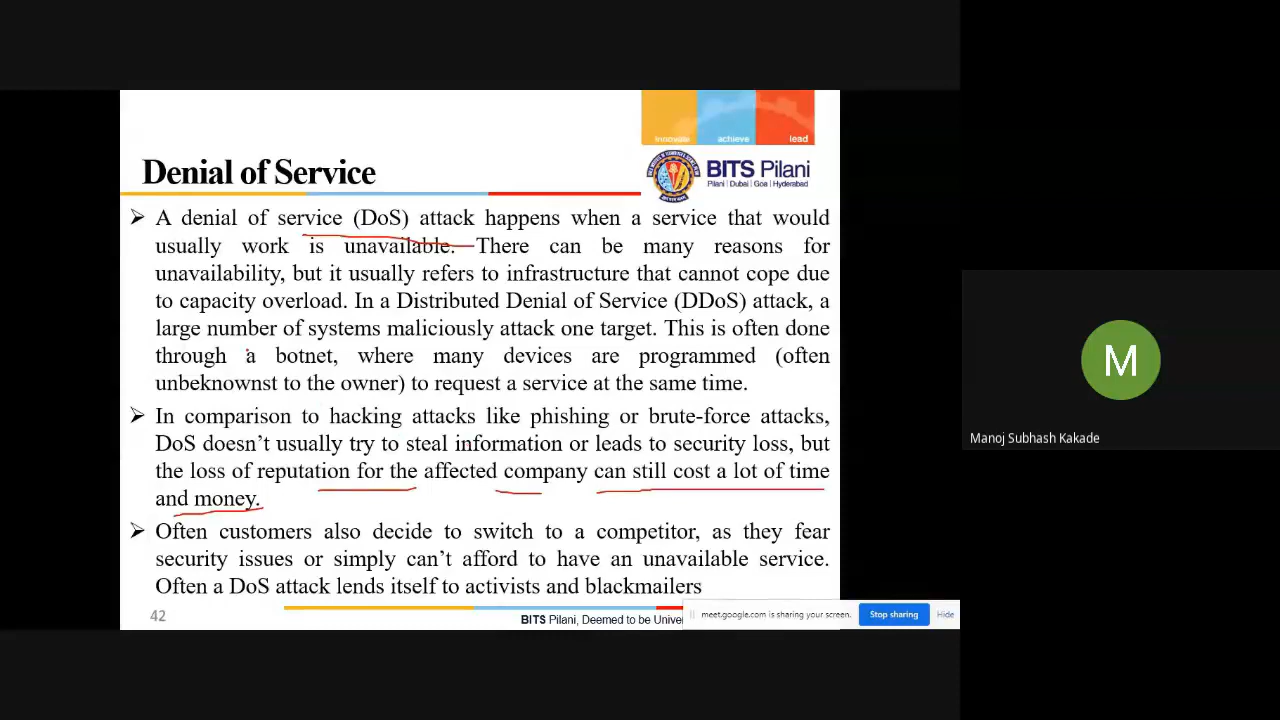 innovate achieve lead
BITS Pilani
Pilani | Dubai | Goa | Hyderabad
Denial of Service
➢ A denial of service (DoS) attack happens when a service that would
usually work is unavailable. There can be many reasons for
unavailability, but it usually refers to infrastructure that cannot cope due
to capacity overload. In a Distributed Denial of Service (DDoS) attack, a
large number of systems maliciously attack one target. This is often done
through a botnet, where many devices are programmed (often
unbeknownst to the owner) to request a service at the same time.
➢ In comparison to hacking attacks like phishing or brute-force attacks,
DoS doesn't usually try to steal information or leads to security loss, but
the loss of reputation for the affected company can still cost a lot of time
and money.
➢ Often customers also decide to switch to a competitor, as they fear
security issues or simply can't afford to have an unavailable service.
Often a DoS attack lends itself to activists and blackmailers
42
BITS Pilani, Deemed to be Unive
meet.google.com is sharing your screen. Stop sharing Hide
M
Manoj Subhash Kakade